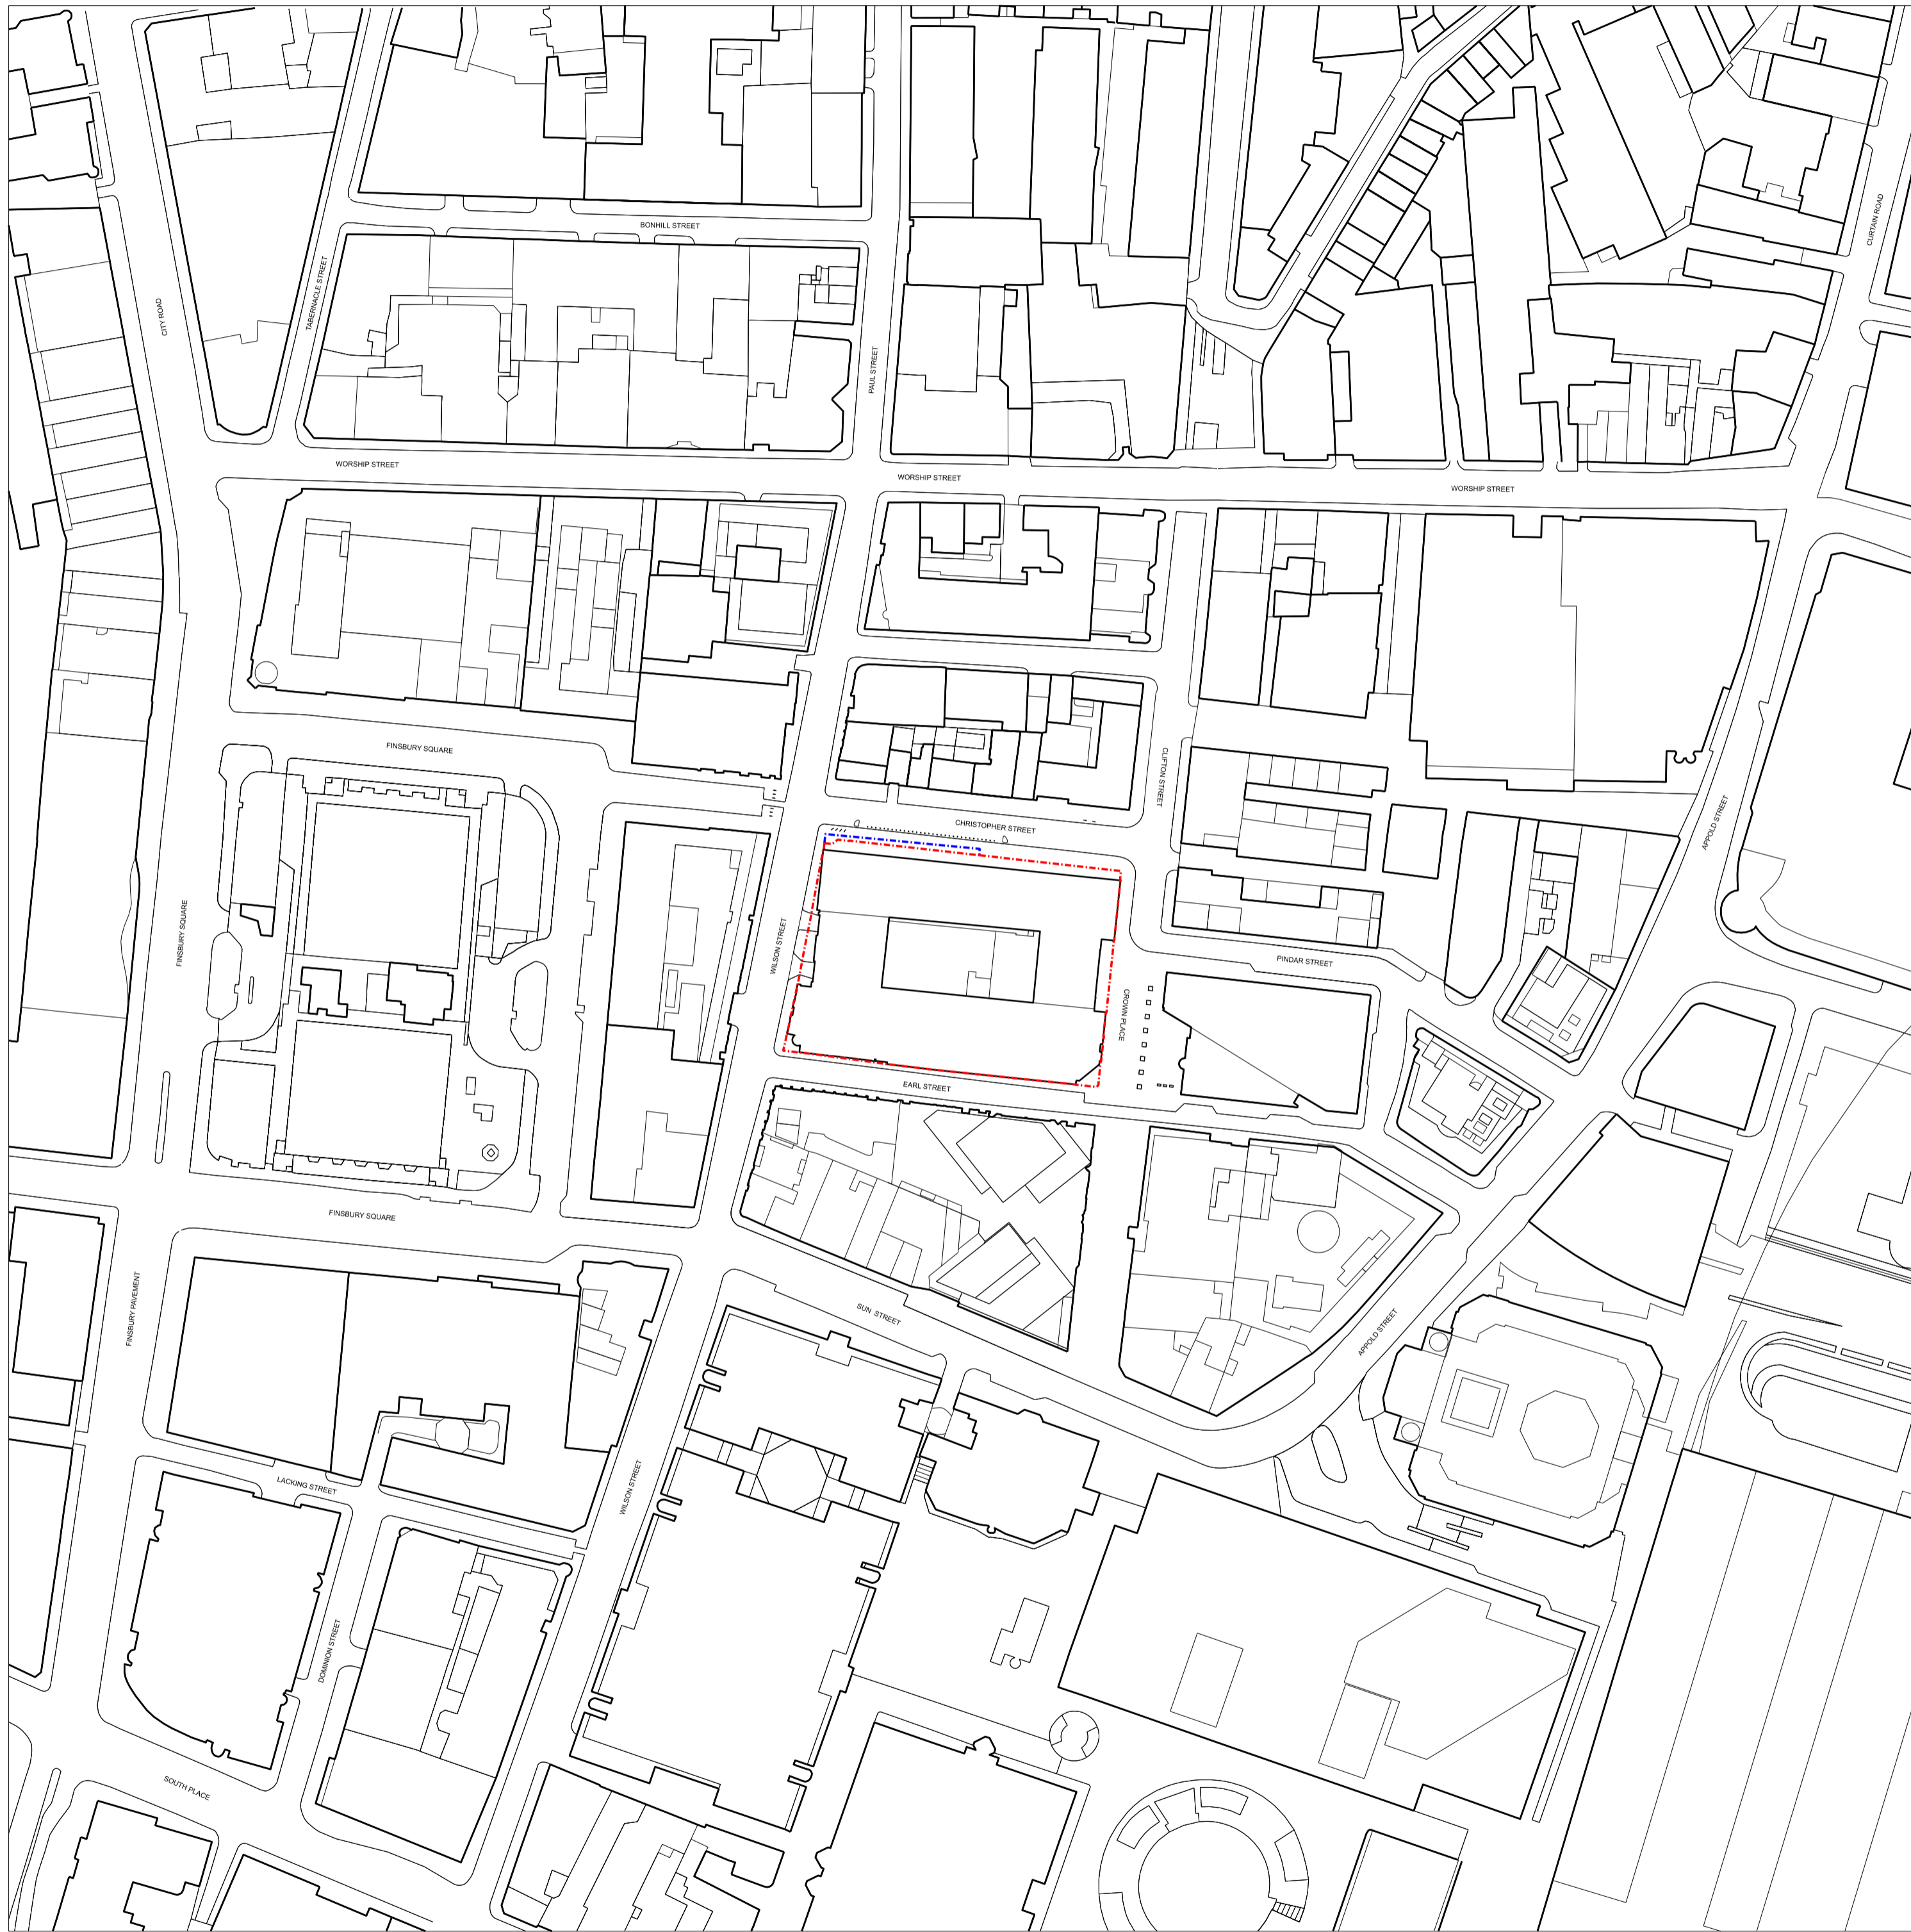 BONHILL STREET
CURTAIN ROAD
TABERNACLE STREET
CITY ROAD
PAUL STREET
WORSHIP STREET
WORSHIP STREET
WORSHIP STREET
FINSBURY SQUARE
CLIFTON STREET
CHRISTOPHER STREET
APPOLD STREET
FINSBURY SQUARE
WILSON STREET
PINDAR STREET
CROWN PLACE
EARL STREET
FINSBURY SQUARE
FINSBURY PAVEMENT
SUN STREET
APPOLD STREET
LACKING STREET
WILSON STREET
DOMINION STREET
SOUTH PLACE